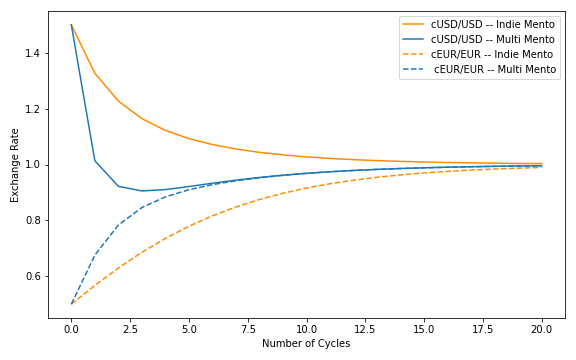 cUSD/USD -- Indie Mento
cUSD/USD -- Multi Mento
cEUR/EUR -- Indie Mento
cEUR/EUR -- Multi Mento
Exchange Rate
1.4
1.2
1.0
0.8
0.6
0.0 2.5 5.0 7.5 10.0 12.5 15.0 17.5 20.0
Number of Cycles